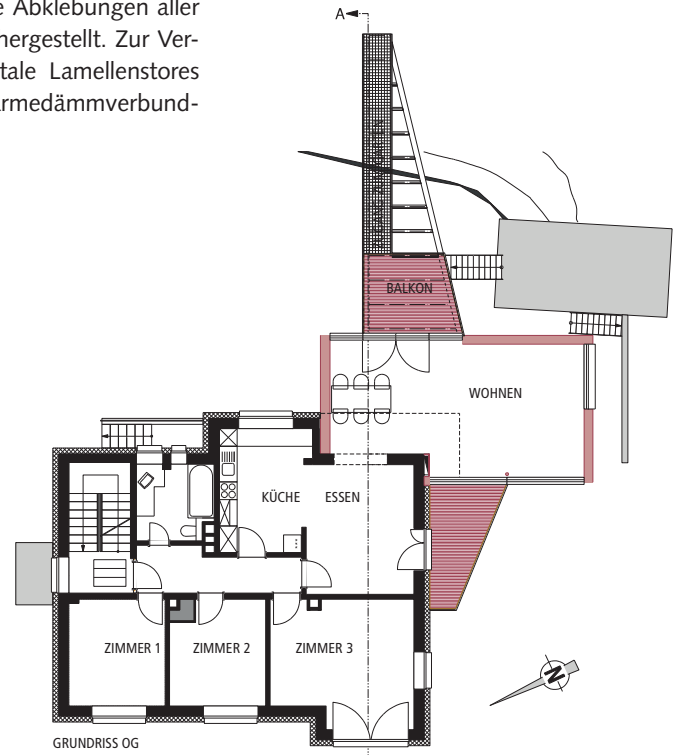 e Abklebungen aller
hergestellt. Zur Ver-
tale Lamellenstores
armedämmverbund-
A
BALKON
WOHNEN
KÜCHE
ESSEN
ZIMMER 1
ZIMMER 2
ZIMMER 3
N
GRUNDRISS OG